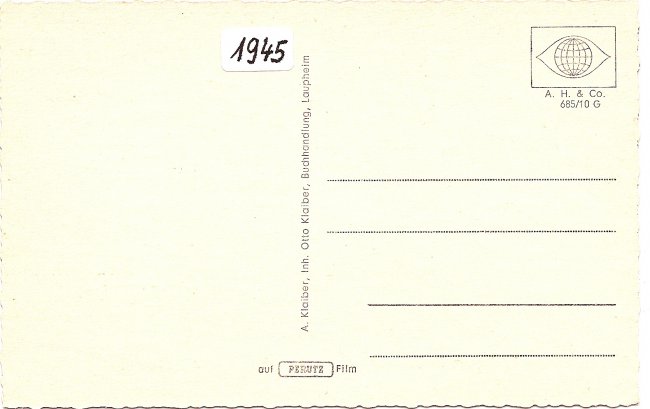 1945
A. H. & Co.
685/10 G
A. Klaiber, Inh. Otto Klaiber, Buchhandlung, Laupheim
auf PERUTZ Film